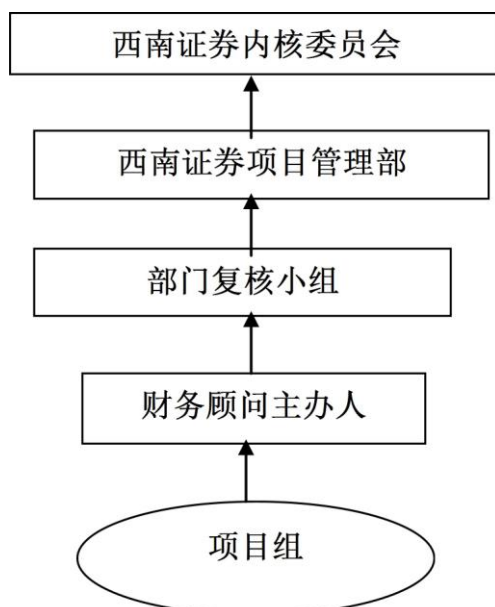 西南证券内核委员会
西南证券项目管理部
部门复核小组
财务顾问主办人
项目组